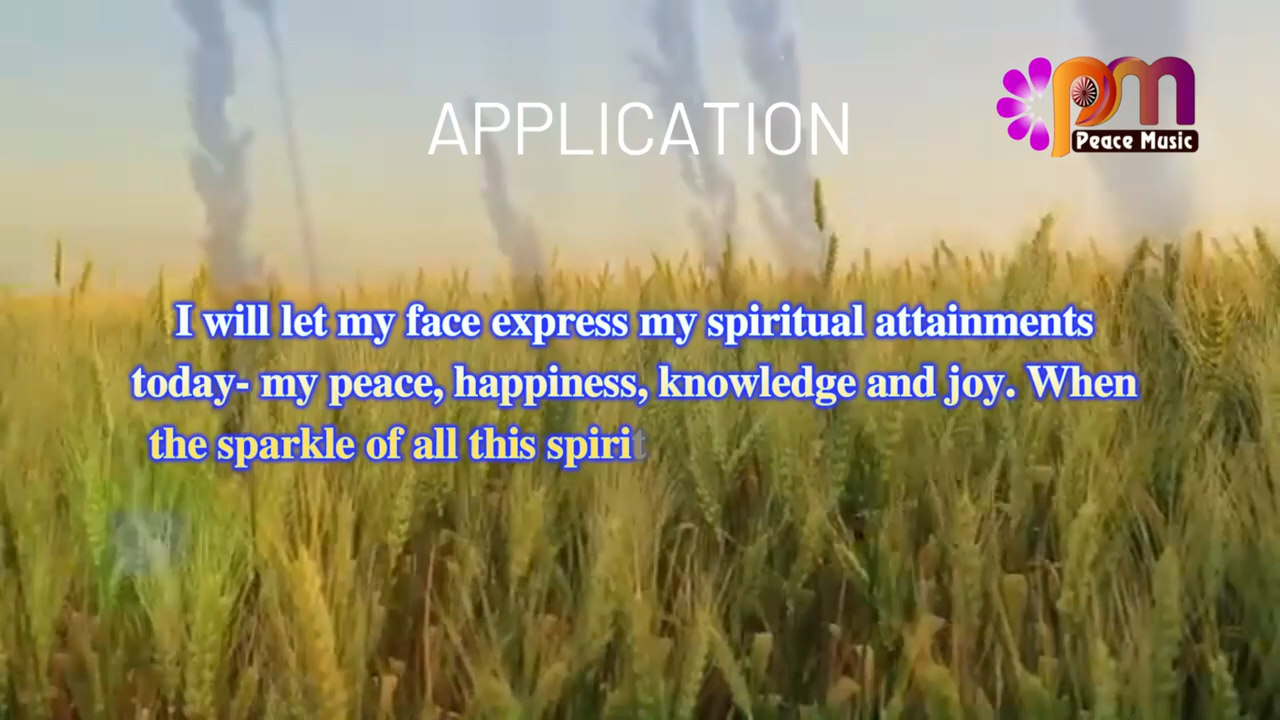 APPLICATION
pm
Peace Music
I will let my face express my spiritual attainments
today- my peace, happiness, knowledge and joy. When
the sparkle of all this spirit